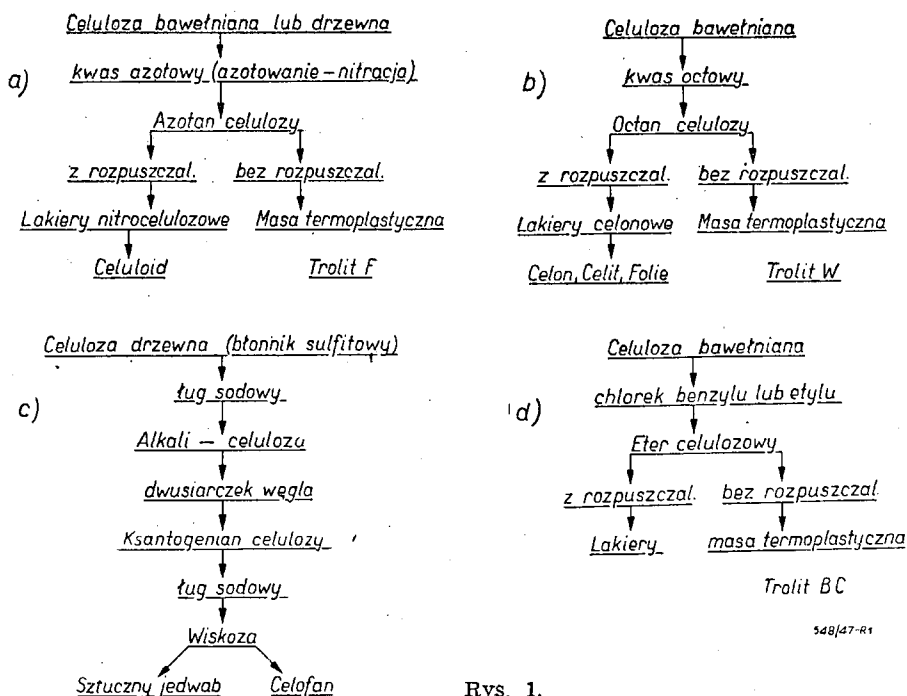 a)
Celuloza bawełniana lub drzewna
kwas azotowy (azotowanie – nitracja)
Azotan celulozy
z rozpuszczal. bez rozpuszczal.
Lakiery nitrocelulozowe Masa termoplastyczna
Celuloid Trolit F
b)
Celuloza bawełniana
kwas octowy
Octan celulozy
z rozpuszczal. bez rozpuszczal.
Lakiery celonowe Masa termoplastyczna
Celon, Celit, Folie Trolit W
c)
Celuloza drzewna (błonnik sulfitowy)
ług sodowy
Alkali – celuloza
dwusiarczek węgla
Ksantogenian celulozy
ług sodowy
Wiskoza
Sztuczny jedwab Celofan
d)
Celuloza bawełniana
chlorek benzylu lub etylu
Eter celulozowy
z rozpuszczal. bez rozpuszczal.
Lakiery masa termoplastyczna
Trolit BC
548/47-R1
Rys. 1.